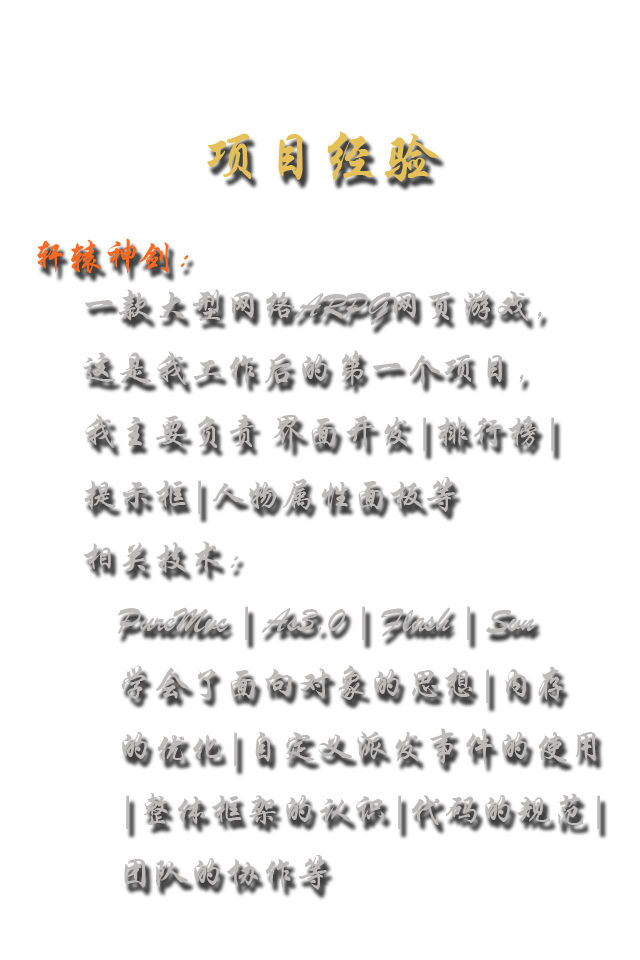 项目经验
轩辕神剑：
一款大型网络ARPG网页游戏，
这是我工作后的第一个项目，
我主要负责 界面开发|排行榜|
提示框|人物属性面板等
相关技术：
PureMvc | As3.0 | Flash | Svn
学会了面向对象的思想|内存
的优化|自定义派发事件的使用
|整体框架的认识|代码的规范|
团队的协作等